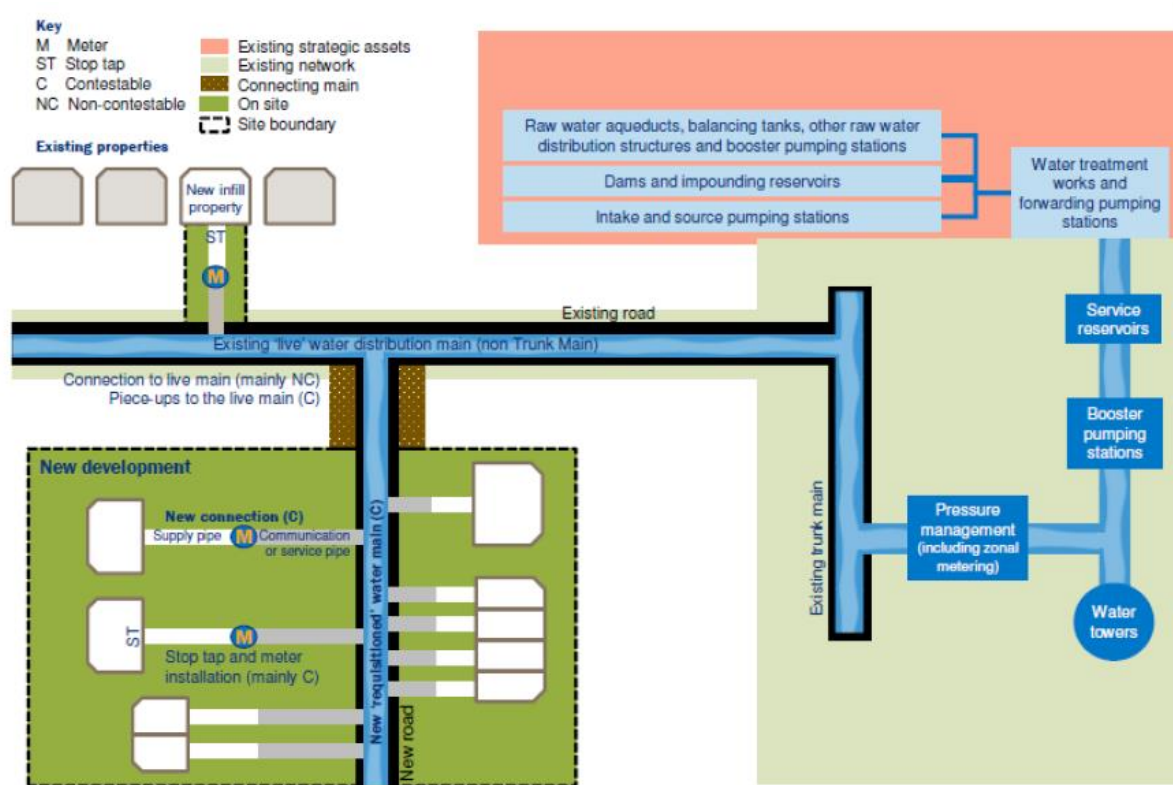 Key
M Meter
ST Stop tap
C Contestable
NC Non-contestable
Existing strategic assets
Existing network
Connecting main
On site
Site boundary
Existing properties
New infill
property
ST
M
Raw water aqueducts, balancing tanks, other raw water
distribution structures and booster pumping stations
Dams and impounding reservoirs
Intake and source pumping stations
Water treatment
works and
forwarding pumping
stations
Existing road
Existing 'live' water distribution main (non Trunk Main)
Connection to live main (mainly NC)
Piece-ups to the live main (C)
Service
reservoirs
Booster
pumping
stations
Pressure
management
(including zonal
metering)
Water
towers
Existing trunk main
New development
New connection (C)
Supply pipe
M
Communication
or service pipe
ST
M
Stop tap and meter
installation (mainly C)
New 'requisitioned' water main (C)
New road